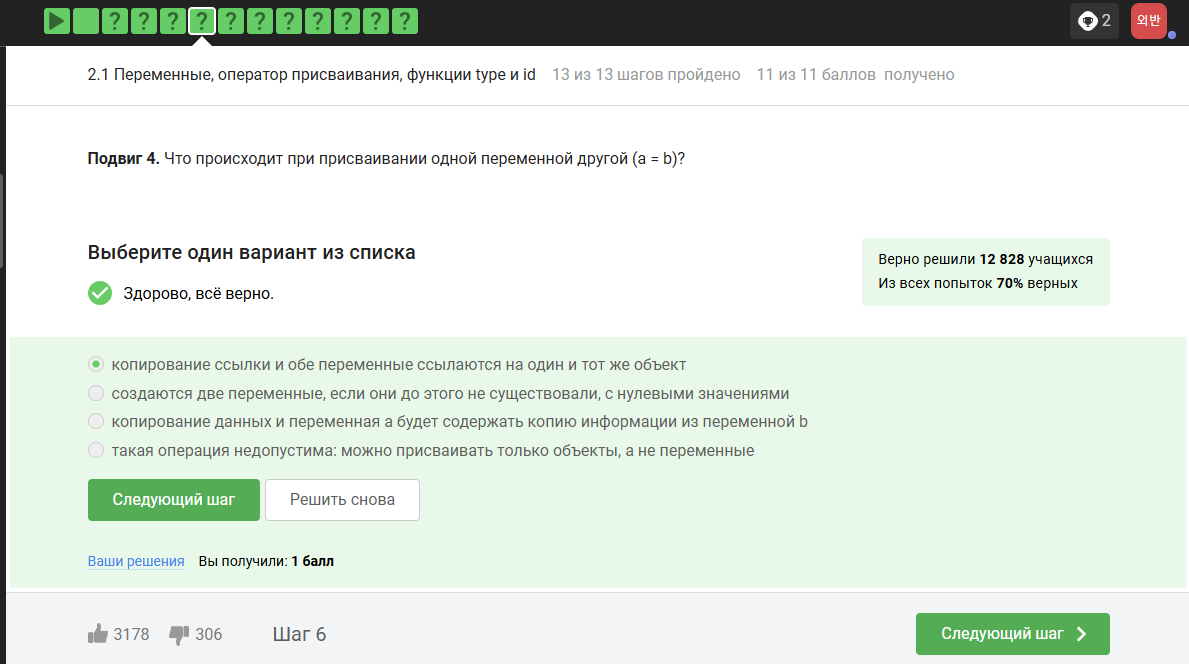 ? ? ? ? ? ? ? ? ? ? ?
2
외반
2.1 Переменные, оператор присваивания, функции type и id 13 из 13 шагов пройдено 11 из 11 баллов получено
Подвиг 4. Что происходит при присваивании одной переменной другой (a = b)?
Выберите один вариант из списка
Здорово, всё верно.
Верно решили 12 828 учащихся
Из всех попыток 70% верных
копирование ссылки и обе переменные ссылаются на один и тот же объект
создаются две переменные, если они до этого не существовали, с нулевыми значениями
копирование данных и переменная a будет содержать копию информации из переменной b
такая операция недопустима: можно присваивать только объекты, а не переменные
Следующий шаг Решить снова
Ваши решения Вы получили: 1 балл
3178 306 Шаг 6 Следующий шаг